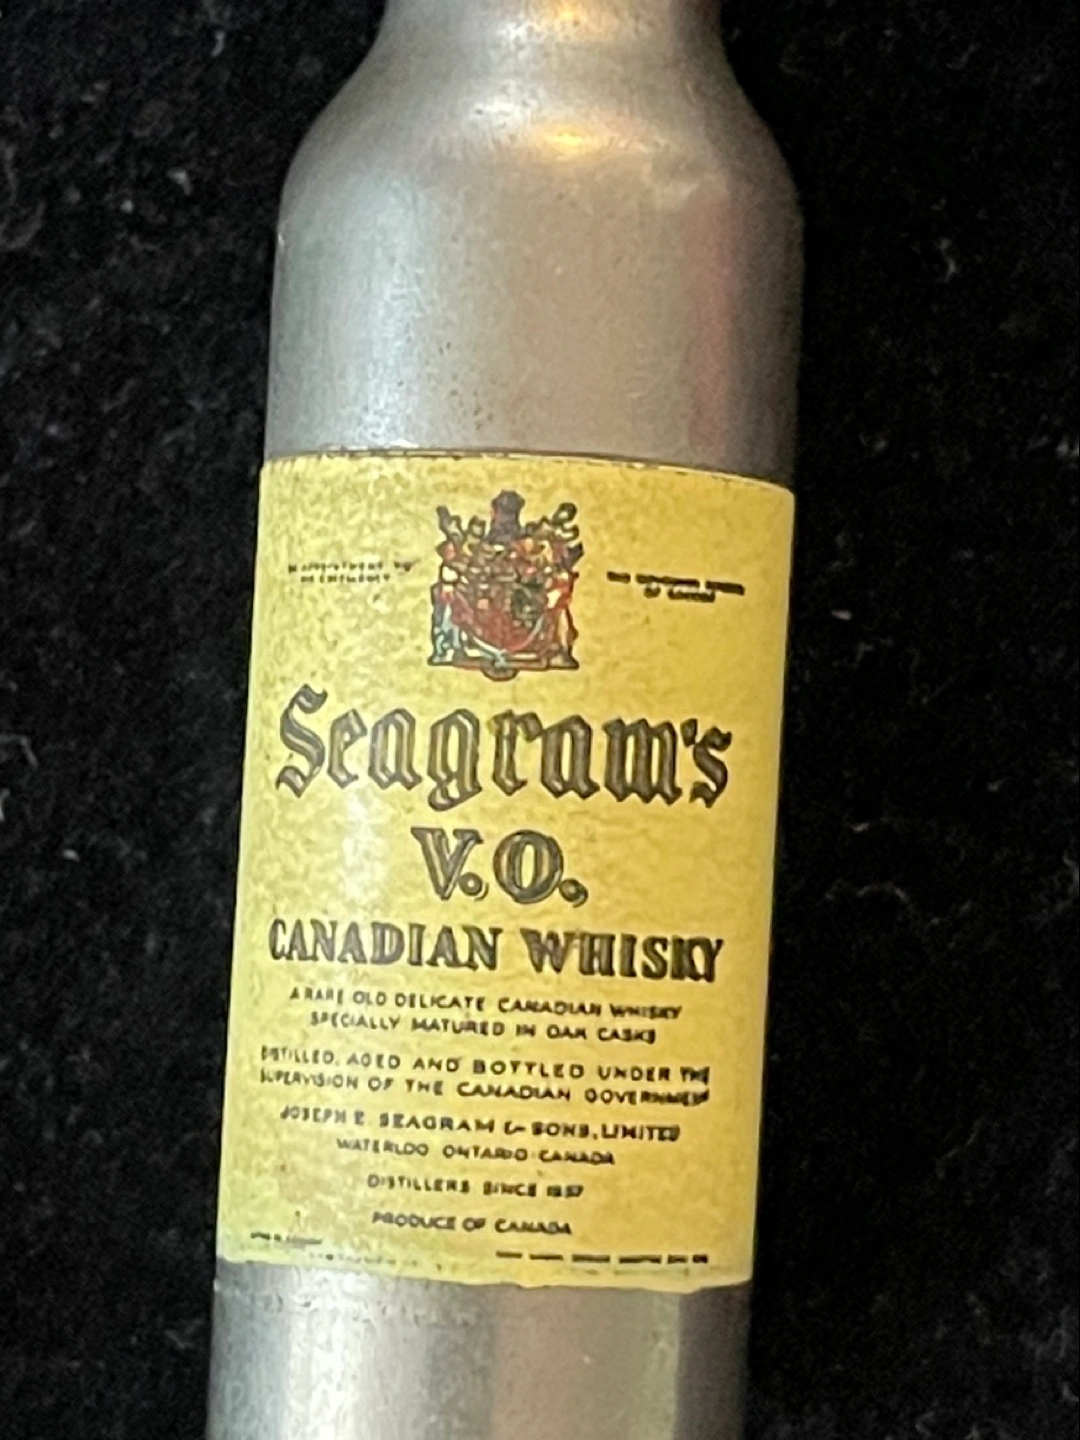 Seagram's
V.O.
CANADIAN WHISKY
A RARE OLD DELICATE CANADIAN WHISKY
SPECIALLY MATURED IN OAK CASKS
DISTILLED, AGED AND BOTTLED UNDER THE
SUPERVISION OF THE CANADIAN GOVERNMENT
JOSEPH E. SEAGRAM & SONS, LIMITED
WATERLOO ONTARIO CANADA
DISTILLERS SINCE 1857
PRODUCE OF CANADA